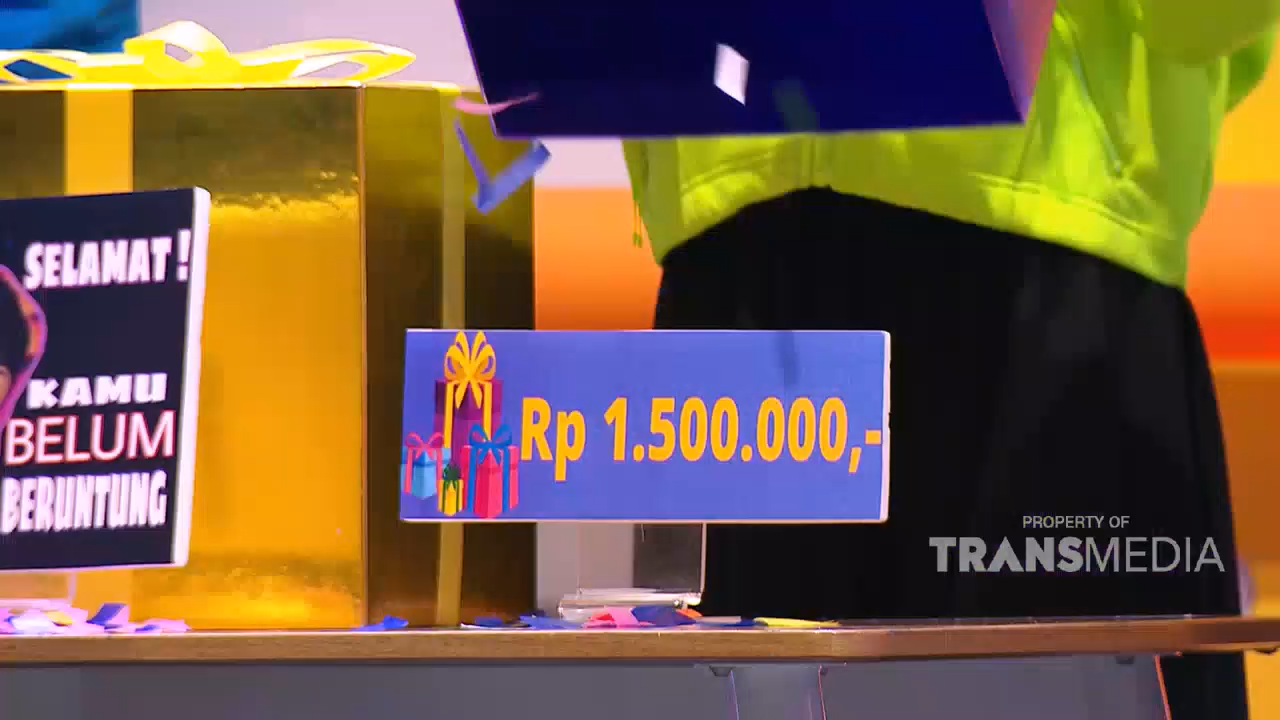 SELAMAT!
KAMU
BELUM
BERUNTUNG
Rp 1.500.000,-
PROPERTY OF
TRANSMEDIA